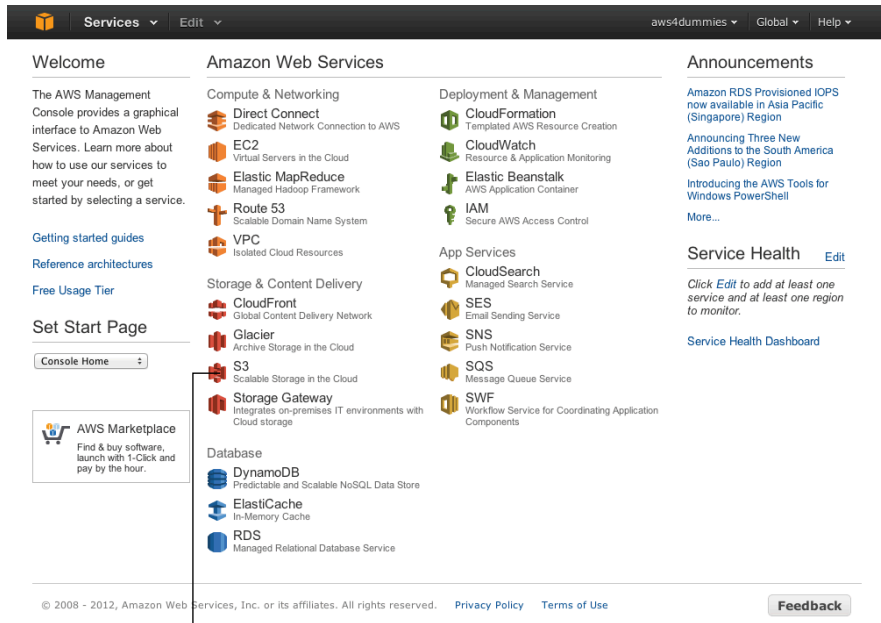 Services Edit aws4dummies Global Help
Welcome
The AWS Management
Console provides a graphical
interface to Amazon Web
Services. Learn more about
how to use our services to
meet your needs, or get
started by selecting a service.
Getting started guides
Reference architectures
Free Usage Tier
Set Start Page
Console Home
AWS Marketplace
Find & buy software,
launch with 1-Click and
pay by the hour.
Amazon Web Services
Compute & Networking
Direct Connect
Dedicated Network Connection to AWS
EC2
Virtual Servers in the Cloud
Elastic MapReduce
Managed Hadoop Framework
Route 53
Scalable Domain Name System
VPC
Isolated Cloud Resources
Storage & Content Delivery
CloudFront
Global Content Delivery Network
Glacier
Archive Storage in the Cloud
S3
Scalable Storage in the Cloud
Storage Gateway
Integrates on-premises IT environments with
Cloud storage
Database
DynamoDB
Predictable and Scalable NoSQL Data Store
ElastiCache
In-Memory Cache
RDS
Managed Relational Database Service
Deployment & Management
CloudFormation
Templated AWS Resource Creation
CloudWatch
Resource & Application Monitoring
Elastic Beanstalk
AWS Application Container
IAM
Secure AWS Access Control
App Services
CloudSearch
Managed Search Service
SES
Email Sending Service
SNS
Push Notification Service
SQS
Message Queue Service
SWF
Workflow Service for Coordinating Application
Components
Announcements
Amazon RDS Provisioned IOPS
now available in Asia Pacific
(Singapore) Region
Announcing Three New
Additions to the South America
(Sao Paulo) Region
Introducing the AWS Tools for
Windows PowerShell
More...
Service Health Edit
Click Edit to add at least one
service and at least one region
to monitor.
Service Health Dashboard
© 2008 - 2012, Amazon Web Services, Inc. or its affiliates. All rights reserved. Privacy Policy Terms of Use Feedback